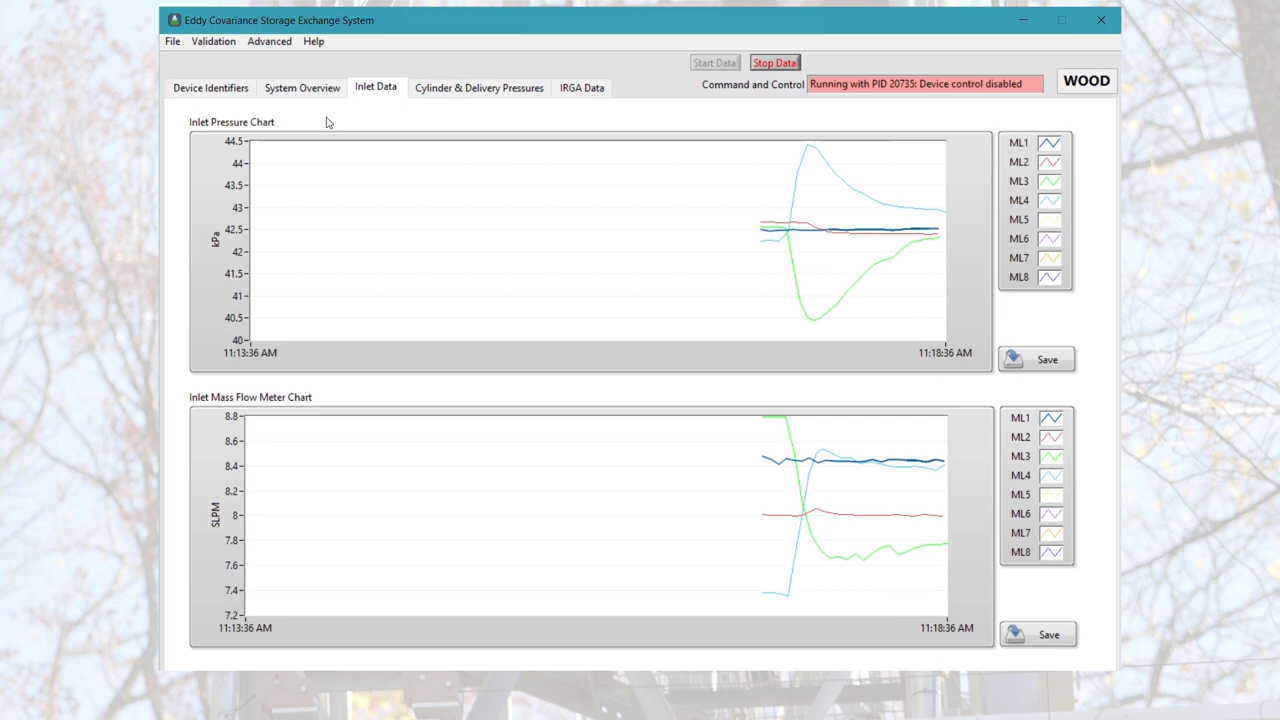 Eddy Covariance Storage Exchange System
File Validation Advanced Help
Start Data Stop Data
Command and Control Running with PID 20735: Device control disabled WOOD
Device Identifiers System Overview Inlet Data Cylinder & Delivery Pressures IRGA Data
Inlet Pressure Chart
44.5
44
43.5
43
42.5
42
41.5
41
40.5
40
kPa
11:13:36 AM 11:18:36 AM
ML1
ML2
ML3
ML4
ML5
ML6
ML7
ML8
Save
Inlet Mass Flow Meter Chart
8.8
8.6
8.4
8.2
8
7.8
7.6
7.4
7.2
SLPM
11:13:36 AM 11:18:36 AM
ML1
ML2
ML3
ML4
ML5
ML6
ML7
ML8
Save